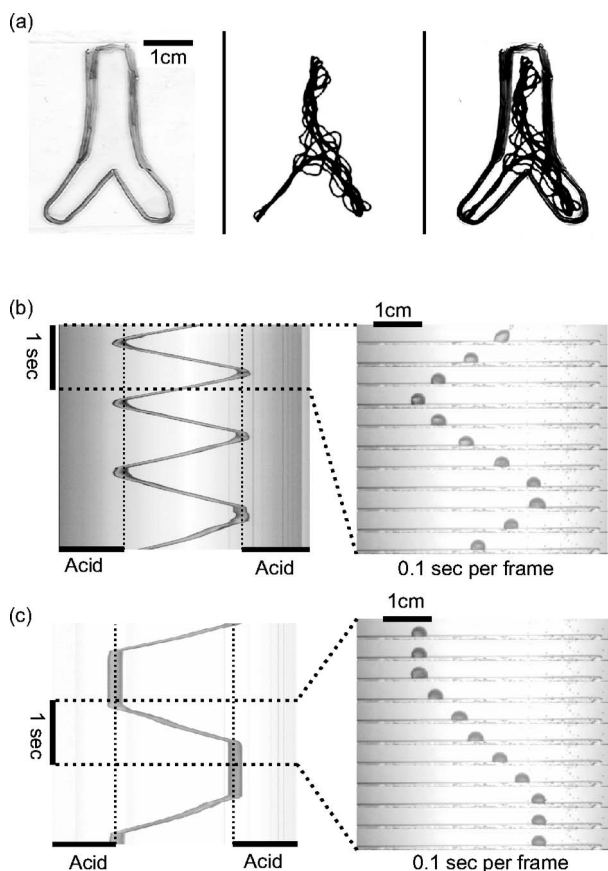 (a)
1cm
(b)
1cm
1 sec
Acid
Acid
0.1 sec per frame
(c)
1cm
1 sec
Acid
Acid
0.1 sec per frame